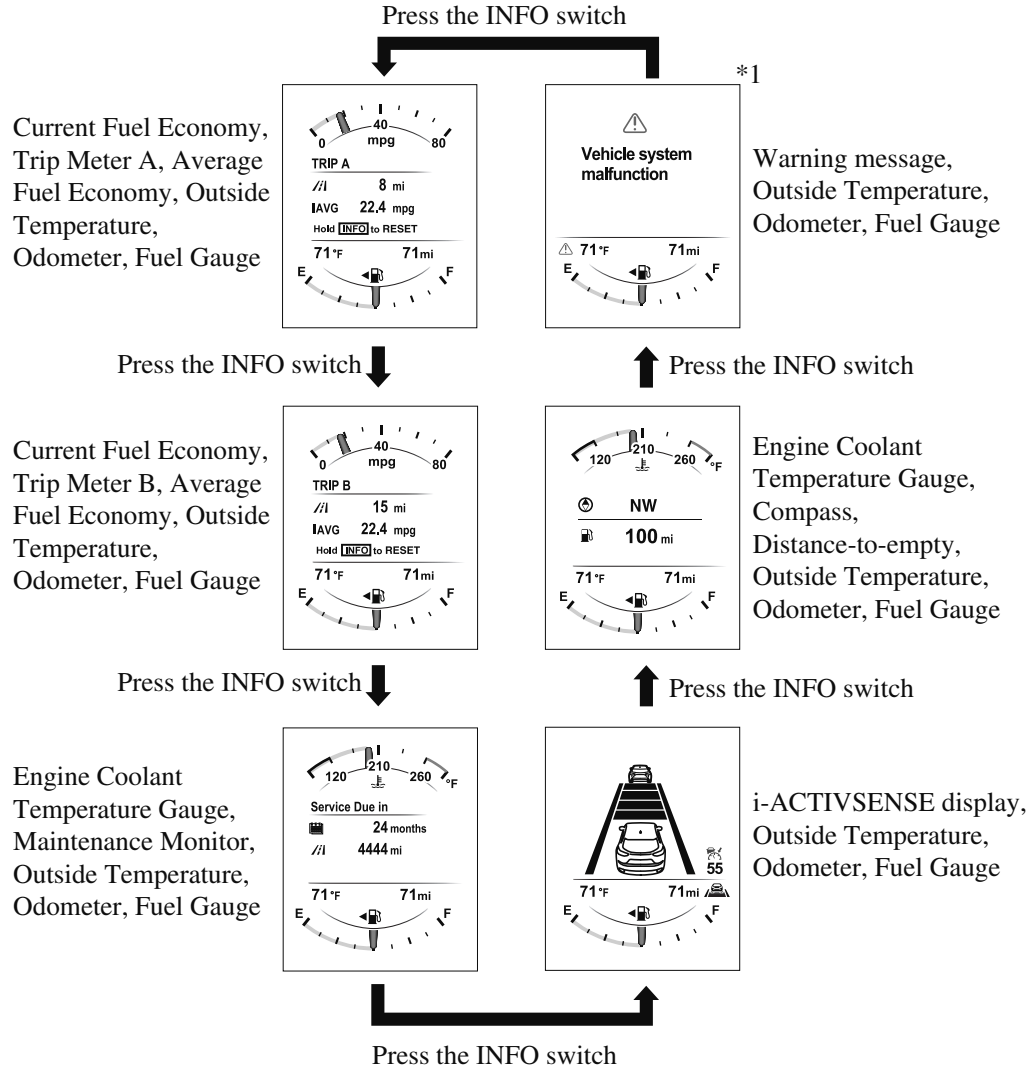 Press the INFO switch
*1
Current Fuel Economy,
Trip Meter A, Average
Fuel Economy, Outside
Temperature,
Odometer, Fuel Gauge
0 40 80
mpg
TRIP A
8 mi
AVG 22.4 mpg
Hold INFO to RESET
71°F 71mi
E F
Vehicle system
malfunction
71°F 71mi
E F
Warning message,
Outside Temperature,
Odometer, Fuel Gauge
Press the INFO switch
Press the INFO switch
Current Fuel Economy,
Trip Meter B, Average
Fuel Economy, Outside
Temperature,
Odometer, Fuel Gauge
0 40 80
mpg
TRIP B
15 mi
AVG 22.4 mpg
Hold INFO to RESET
71°F 71mi
E F
120 210 260 °F
NW
100 mi
71°F 71mi
E F
Engine Coolant
Temperature Gauge,
Compass,
Distance-to-empty,
Outside Temperature,
Odometer, Fuel Gauge
Press the INFO switch
Press the INFO switch
Engine Coolant
Temperature Gauge,
Maintenance Monitor,
Outside Temperature,
Odometer, Fuel Gauge
120 210 260 °F
Service Due in
24 months
4444 mi
71°F 71mi
E F
55
71°F 71mi
E F
i-ACTIVSENSE display,
Outside Temperature,
Odometer, Fuel Gauge
Press the INFO switch